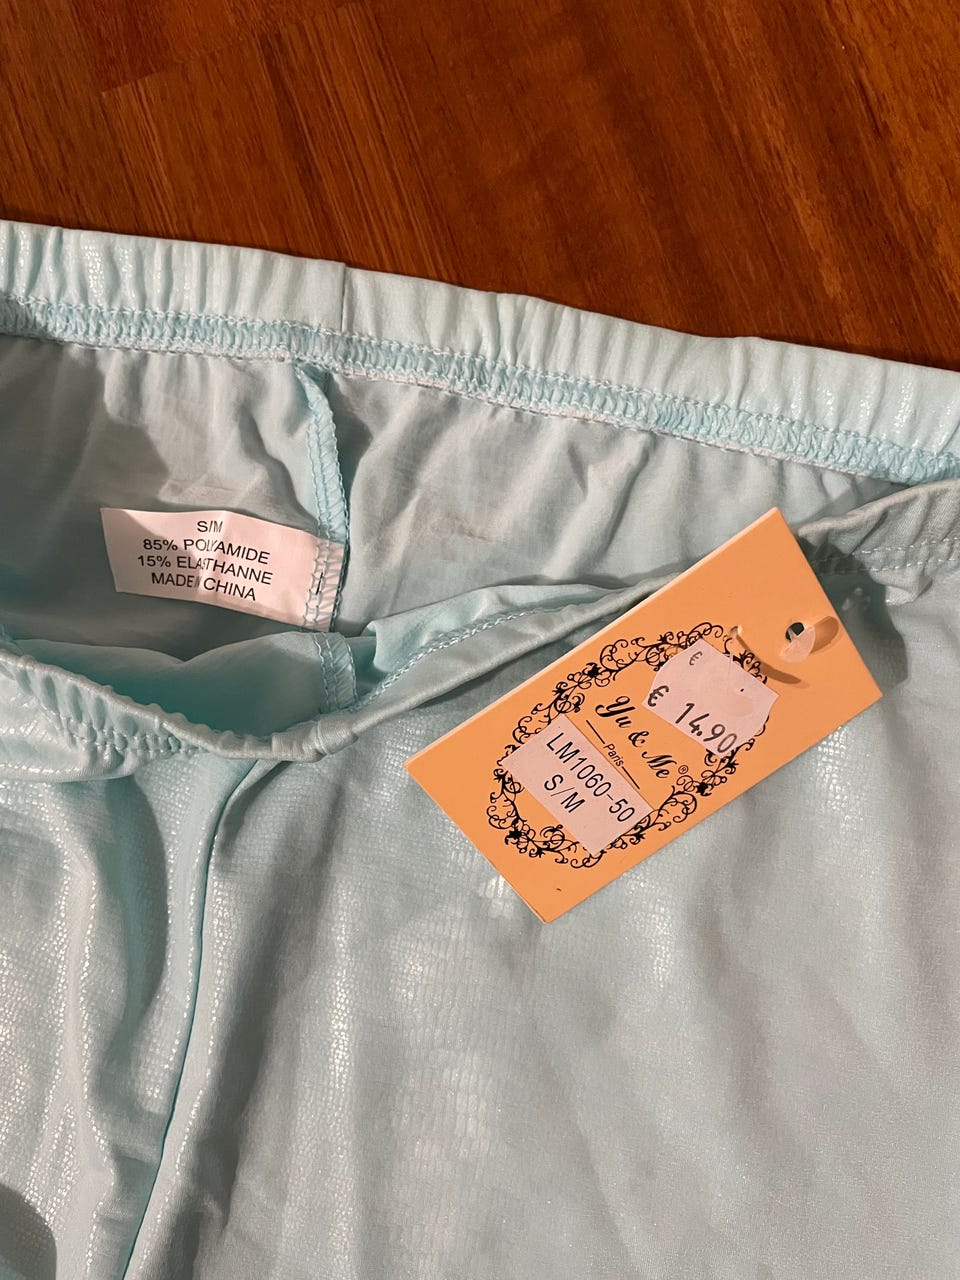 S/M
85% POLYAMIDE
15% ELASTHANNE
MADE CHINA
€
€ 14.90
Yu & Me ®
Paris
LM1060-50
S/M